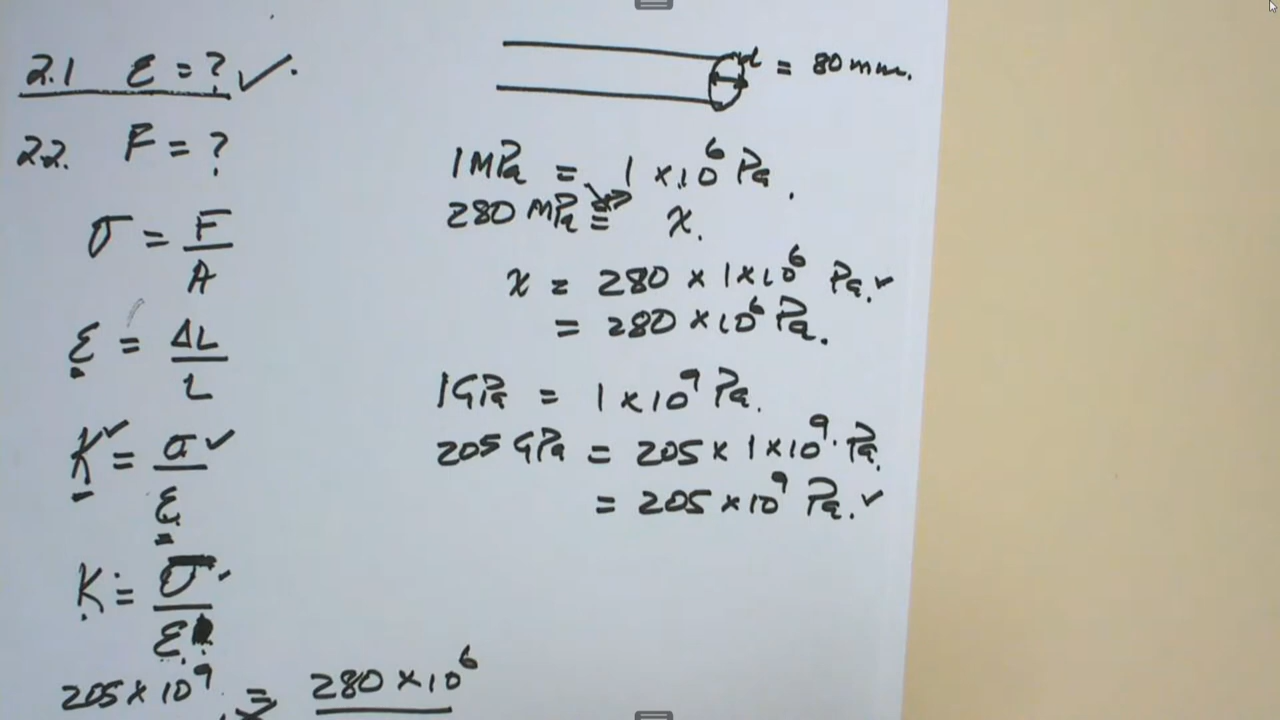 2.1 ε = ? ✓.
2.2. F = ?
σ = F/A
ε = ΔL/L
K✓ = σ✓/ε
K = σ✓/ε
205 × 10⁹ = 280 × 10⁶
d = 80 mm.
1 MPa = 1 × 10⁶ Pa.
280 MPa = x.
x = 280 × 1 × 10⁶ Pa.✓
= 280 × 10⁶ Pa.
1 GPa = 1 × 10⁹ Pa.
205 GPa = 205 × 1 × 10⁹. Pa.
= 205 × 10⁹ Pa.✓